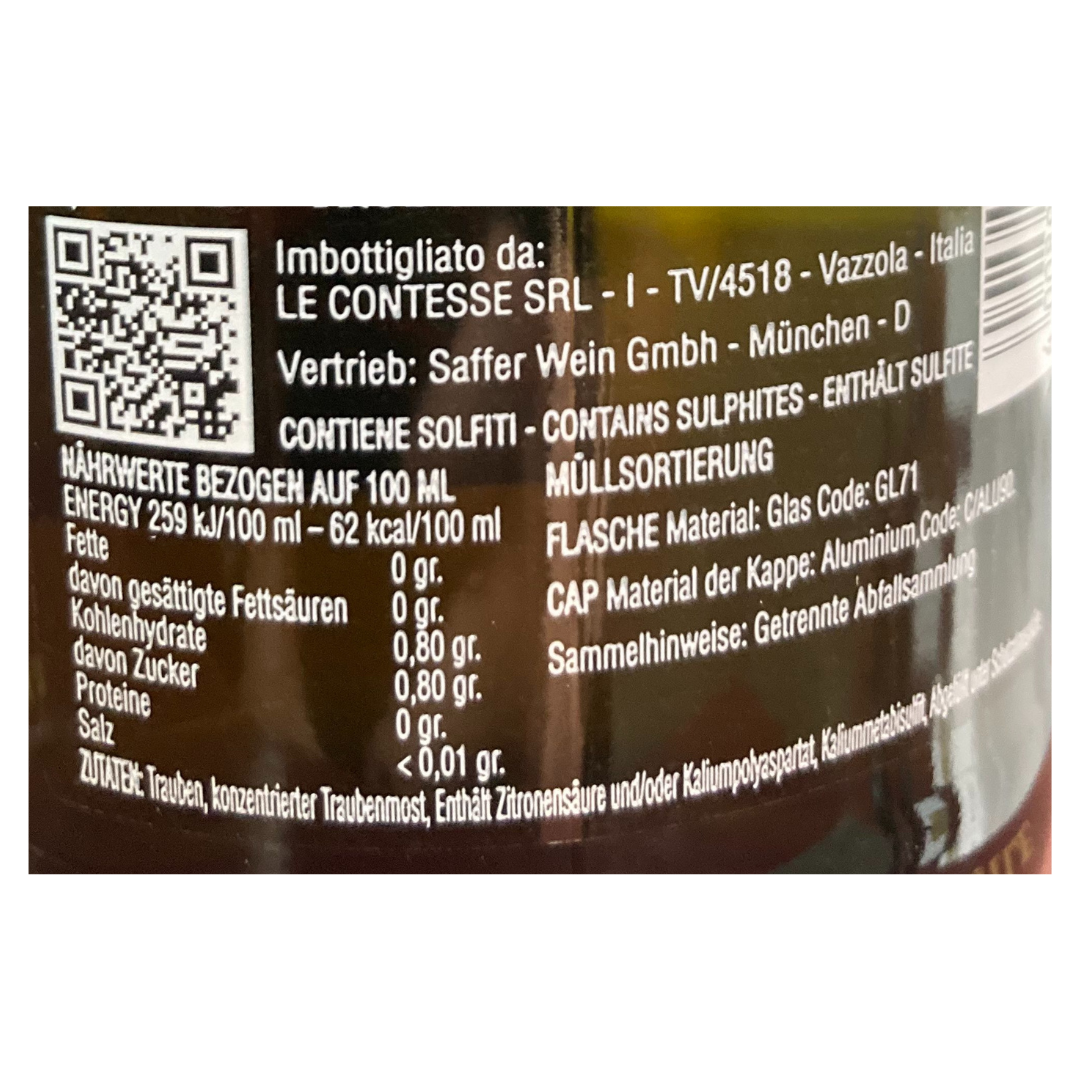 Imbottigliato da:
LE CONTESSE SRL - I - TV/4518 - Vazzola - Italia
Vertrieb: Saffer Wein Gmbh - München - D
CONTIENE SOLFITI - CONTAINS SULPHITES - ENTHÄLT SULFITE
NÄHRWERTE BEZOGEN AUF 100 ML
ENERGY 259 kJ/100 ml – 62 kcal/100 ml
Fette 0 gr.
davon gesättigte Fettsäuren 0 gr.
Kohlenhydrate 0,80 gr.
davon Zucker 0,80 gr.
Proteine 0 gr.
Salz <0,01 gr.
MÜLLSORTIERUNG
FLASCHE Material: Glas Code: GL71
CAP Material der Kappe: Aluminium, Code: C/ALU90.
Sammelhinweise: Getrennte Abfallsammlung
ZUTATEN: Trauben, konzentrierter Traubenmost, Enthält Zitronensäure und/oder Kaliumpolyaspartat, Kaliummetabisulfit, Abgefüllt unter